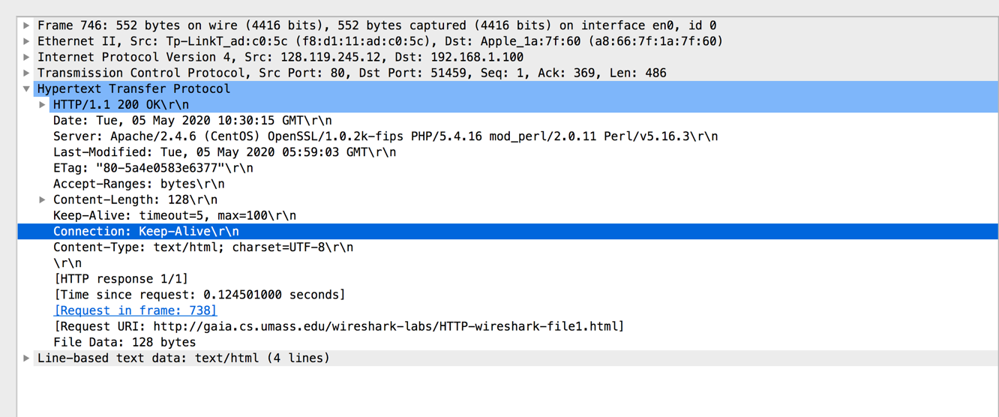 Frame 746: 552 bytes on wire (4416 bits), 552 bytes captured (4416 bits) on interface en0, id 0
Ethernet II, Src: Tp-LinkT_ad:c0:5c (f8:d1:11:ad:c0:5c), Dst: Apple_1a:7f:60 (a8:66:7f:1a:7f:60)
Internet Protocol Version 4, Src: 128.119.245.12, Dst: 192.168.1.100
Transmission Control Protocol, Src Port: 80, Dst Port: 51459, Seq: 1, Ack: 369, Len: 486
Hypertext Transfer Protocol
HTTP/1.1 200 OK\r\n
Date: Tue, 05 May 2020 10:30:15 GMT\r\n
Server: Apache/2.4.6 (CentOS) OpenSSL/1.0.2k-fips PHP/5.4.16 mod_perl/2.0.11 Perl/v5.16.3\r\n
Last-Modified: Tue, 05 May 2020 05:59:03 GMT\r\n
ETag: "80-5a4e0583e6377"\r\n
Accept-Ranges: bytes\r\n
Content-Length: 128\r\n
Keep-Alive: timeout=5, max=100\r\n
Connection: Keep-Alive\r\n
Content-Type: text/html; charset=UTF-8\r\n
\r\n
[HTTP response 1/1]
[Time since request: 0.124501000 seconds]
[Request in frame: 738]
[Request URI: http://gaia.cs.umass.edu/wireshark-labs/HTTP-wireshark-file1.html]
File Data: 128 bytes
Line-based text data: text/html (4 lines)